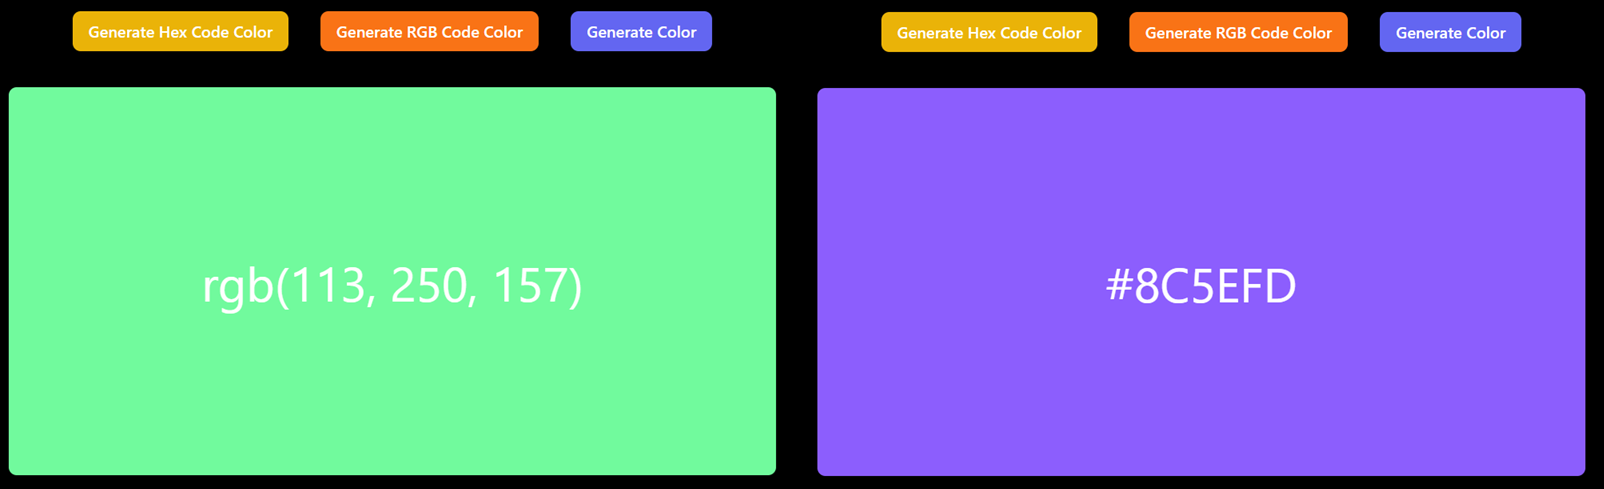 Generate Hex Code Color
Generate RGB Code Color
Generate Color
rgb(113, 250, 157)
Generate Hex Code Color
Generate RGB Code Color
Generate Color
#8C5EFD